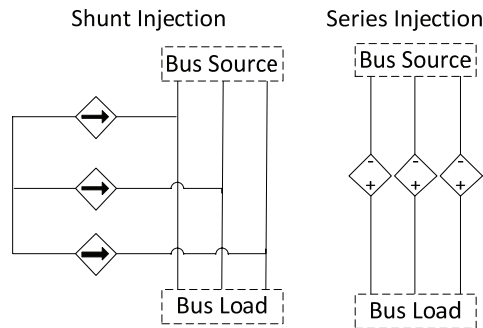 Shunt Injection
Series Injection
Bus Source
Bus Source
- - -
+ + +
Bus Load
Bus Load